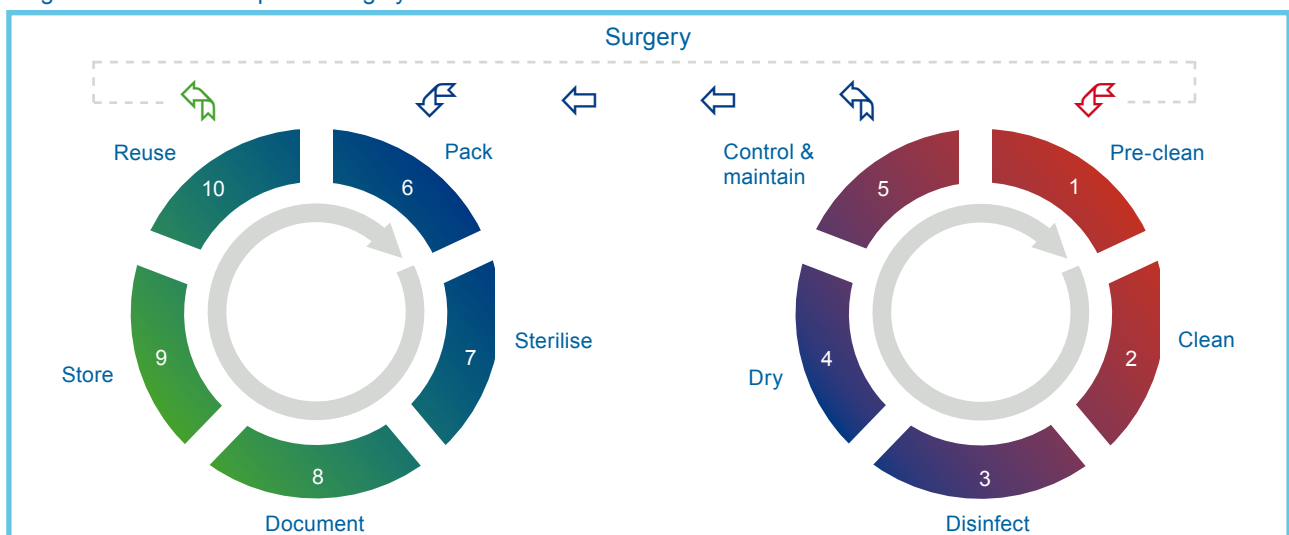 Surgery
Reuse
Pack
Control &
maintain
Pre-clean
10
6
5
1
Sterilise
Clean
9
7
4
2
Store
Dry
8
3
Document
Disinfect